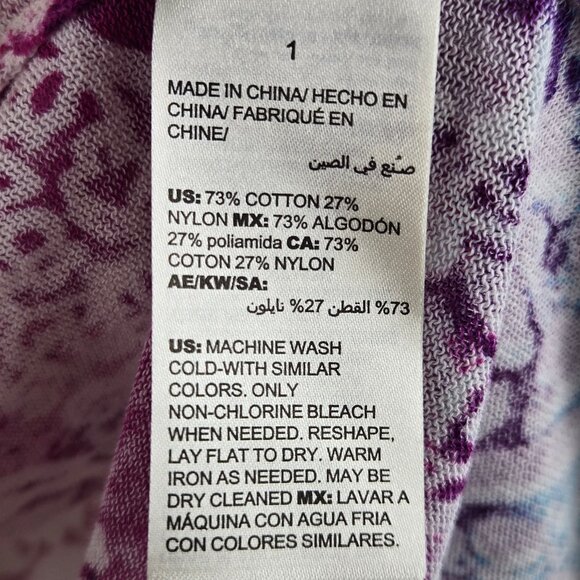 1
MADE IN CHINA/ HECHO EN
CHINA/ FABRIQUÉ EN
CHINE/
صُنع في الصين
US: 73% COTTON 27%
NYLON MX: 73% ALGODÓN
27% poliamida CA: 73%
COTON 27% NYLON
AE/KW/SA:
73% القطن 27% نايلون
US: MACHINE WASH
COLD-WITH SIMILAR
COLORS. ONLY
NON-CHLORINE BLEACH
WHEN NEEDED. RESHAPE,
LAY FLAT TO DRY. WARM
IRON AS NEEDED. MAY BE
DRY CLEANED MX: LAVAR A
MÁQUINA CON AGUA FRIA
CON COLORES SIMILARES.